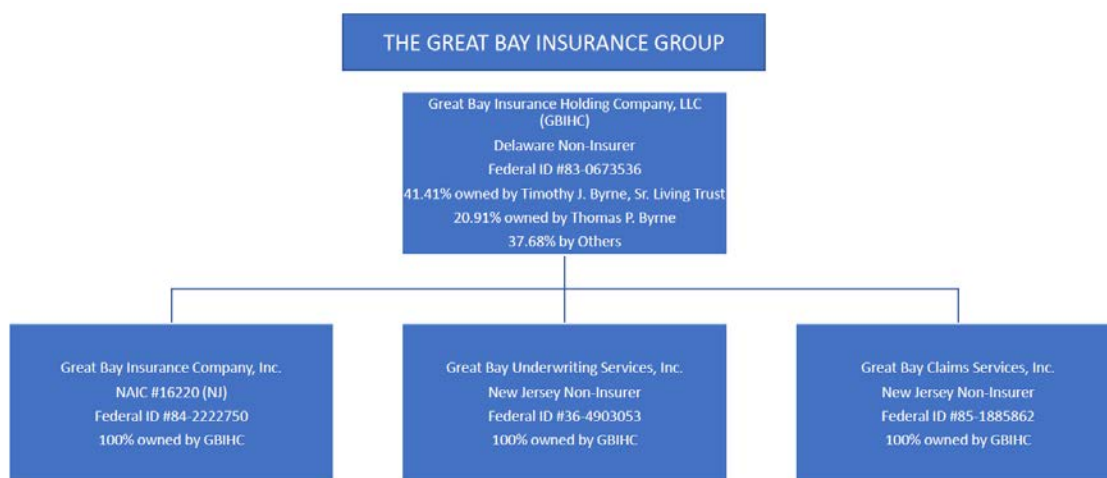 THE GREAT BAY INSURANCE GROUP
Great Bay Insurance Holding Company, LLC
(GBIHC)
Delaware Non-Insurer
Federal ID #83-0673536
41.41% owned by Timothy J. Byrne, Sr. Living Trust
20.91% owned by Thomas P. Byrne
37.68% by Others
Great Bay Insurance Company, Inc.
NAIC #16220 (NJ)
Federal ID #84-2222750
100% owned by GBIHC
Great Bay Underwriting Services, Inc.
New Jersey Non-Insurer
Federal ID #36-4903053
100% owned by GBIHC
Great Bay Claims Services, Inc.
New Jersey Non-Insurer
Federal ID #85-1885862
100% owned by GBIHC